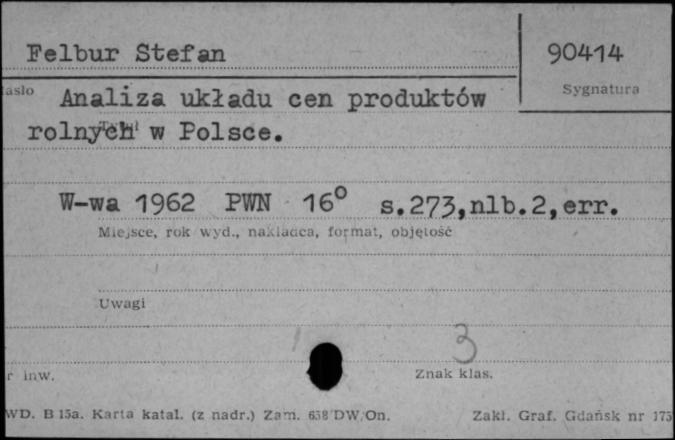 Felbur Stefan 90414
Sygnatura
asło Analiza układu cen produktów
rolnych w Polsce.
W-wa 1962 PWN 16° s.273,nlb.2,err.
Miejsce, rok wyd., nakładca, format, objętość
Uwagi
3
r inw. Znak klas.
WD. B 15a. Karta katal. (z nadr.) Zam. 658 DW. On. Zakł. Graf. Gdańsk nr 173